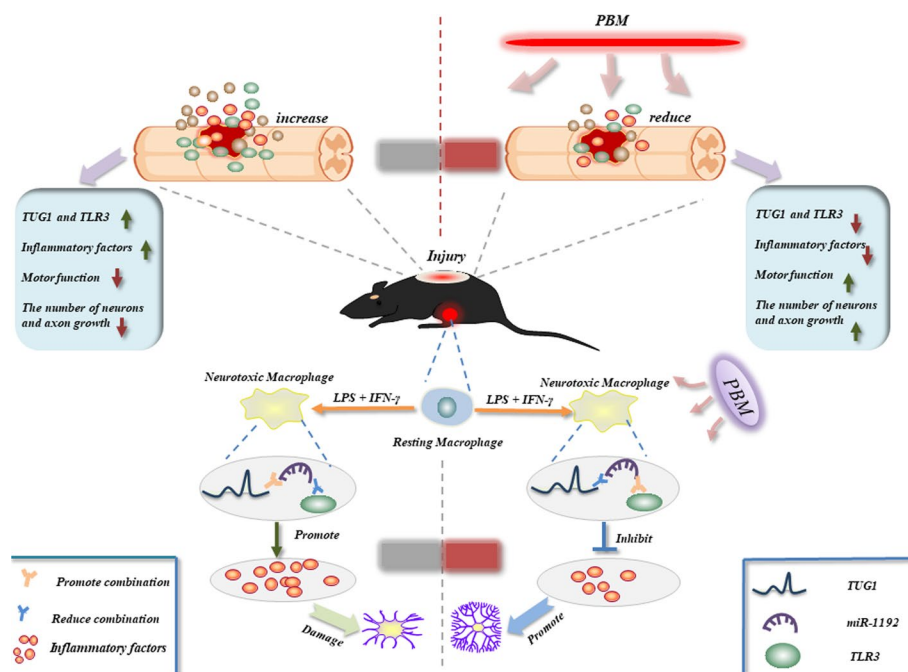 PBM
increase
reduce
TUG1 and TLR3
Inflammatory factors
Motor function
The number of neurons
and axon growth
Injury
TUG1 and TLR3
Inflammatory factors
Motor function
The number of neurons
and axon growth
Neurotoxic Macrophage
LPS + IFN-γ
LPS + IFN-γ
Neurotoxic Macrophage
PBM
Resting Macrophage
Promote
Inhibit
Damage
Promote
Promote combination
Reduce combination
Inflammatory factors
TUG1
miR-1192
TLR3